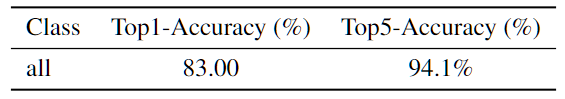 Class Top1-Accuracy (%) Top5-Accuracy (%)
all 83.00 94.1%